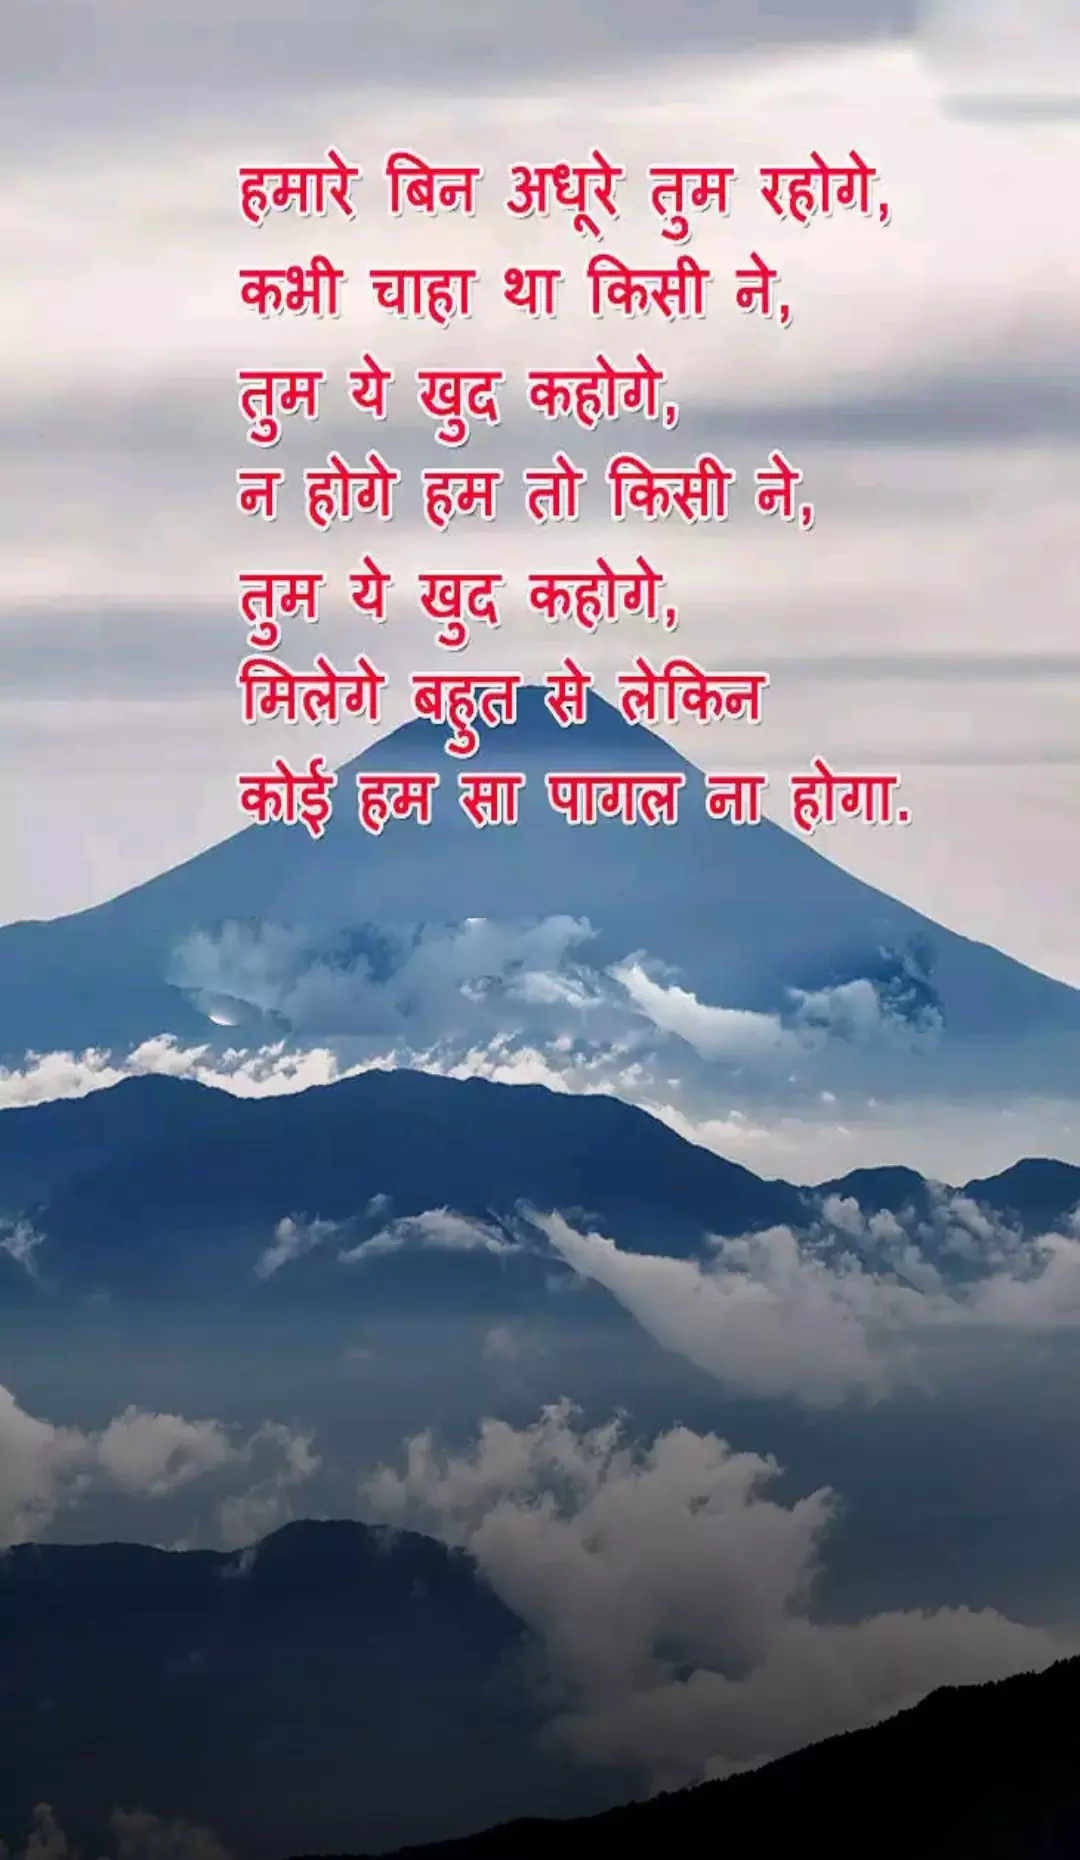 हमारे बिन अधूरे तुम रहोगे,
कभी चाहा था किसी ने,
तुम ये खुद कहोगे,
न होगे हम तो किसी ने,
तुम ये खुद कहोगे,
मिलेगे बहुत से लेकिन
कोई हम सा पागल ना होगा.